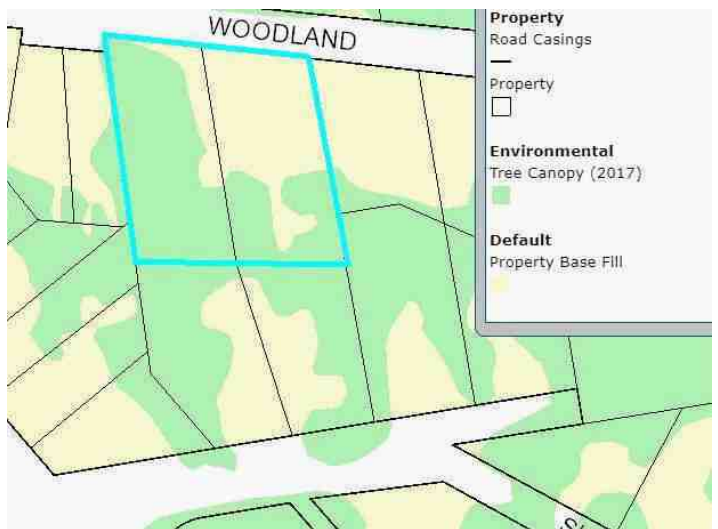 WOODLAND
Property
Road Casings
Property
Environmental
Tree Canopy (2017)
Default
Property Base Fill